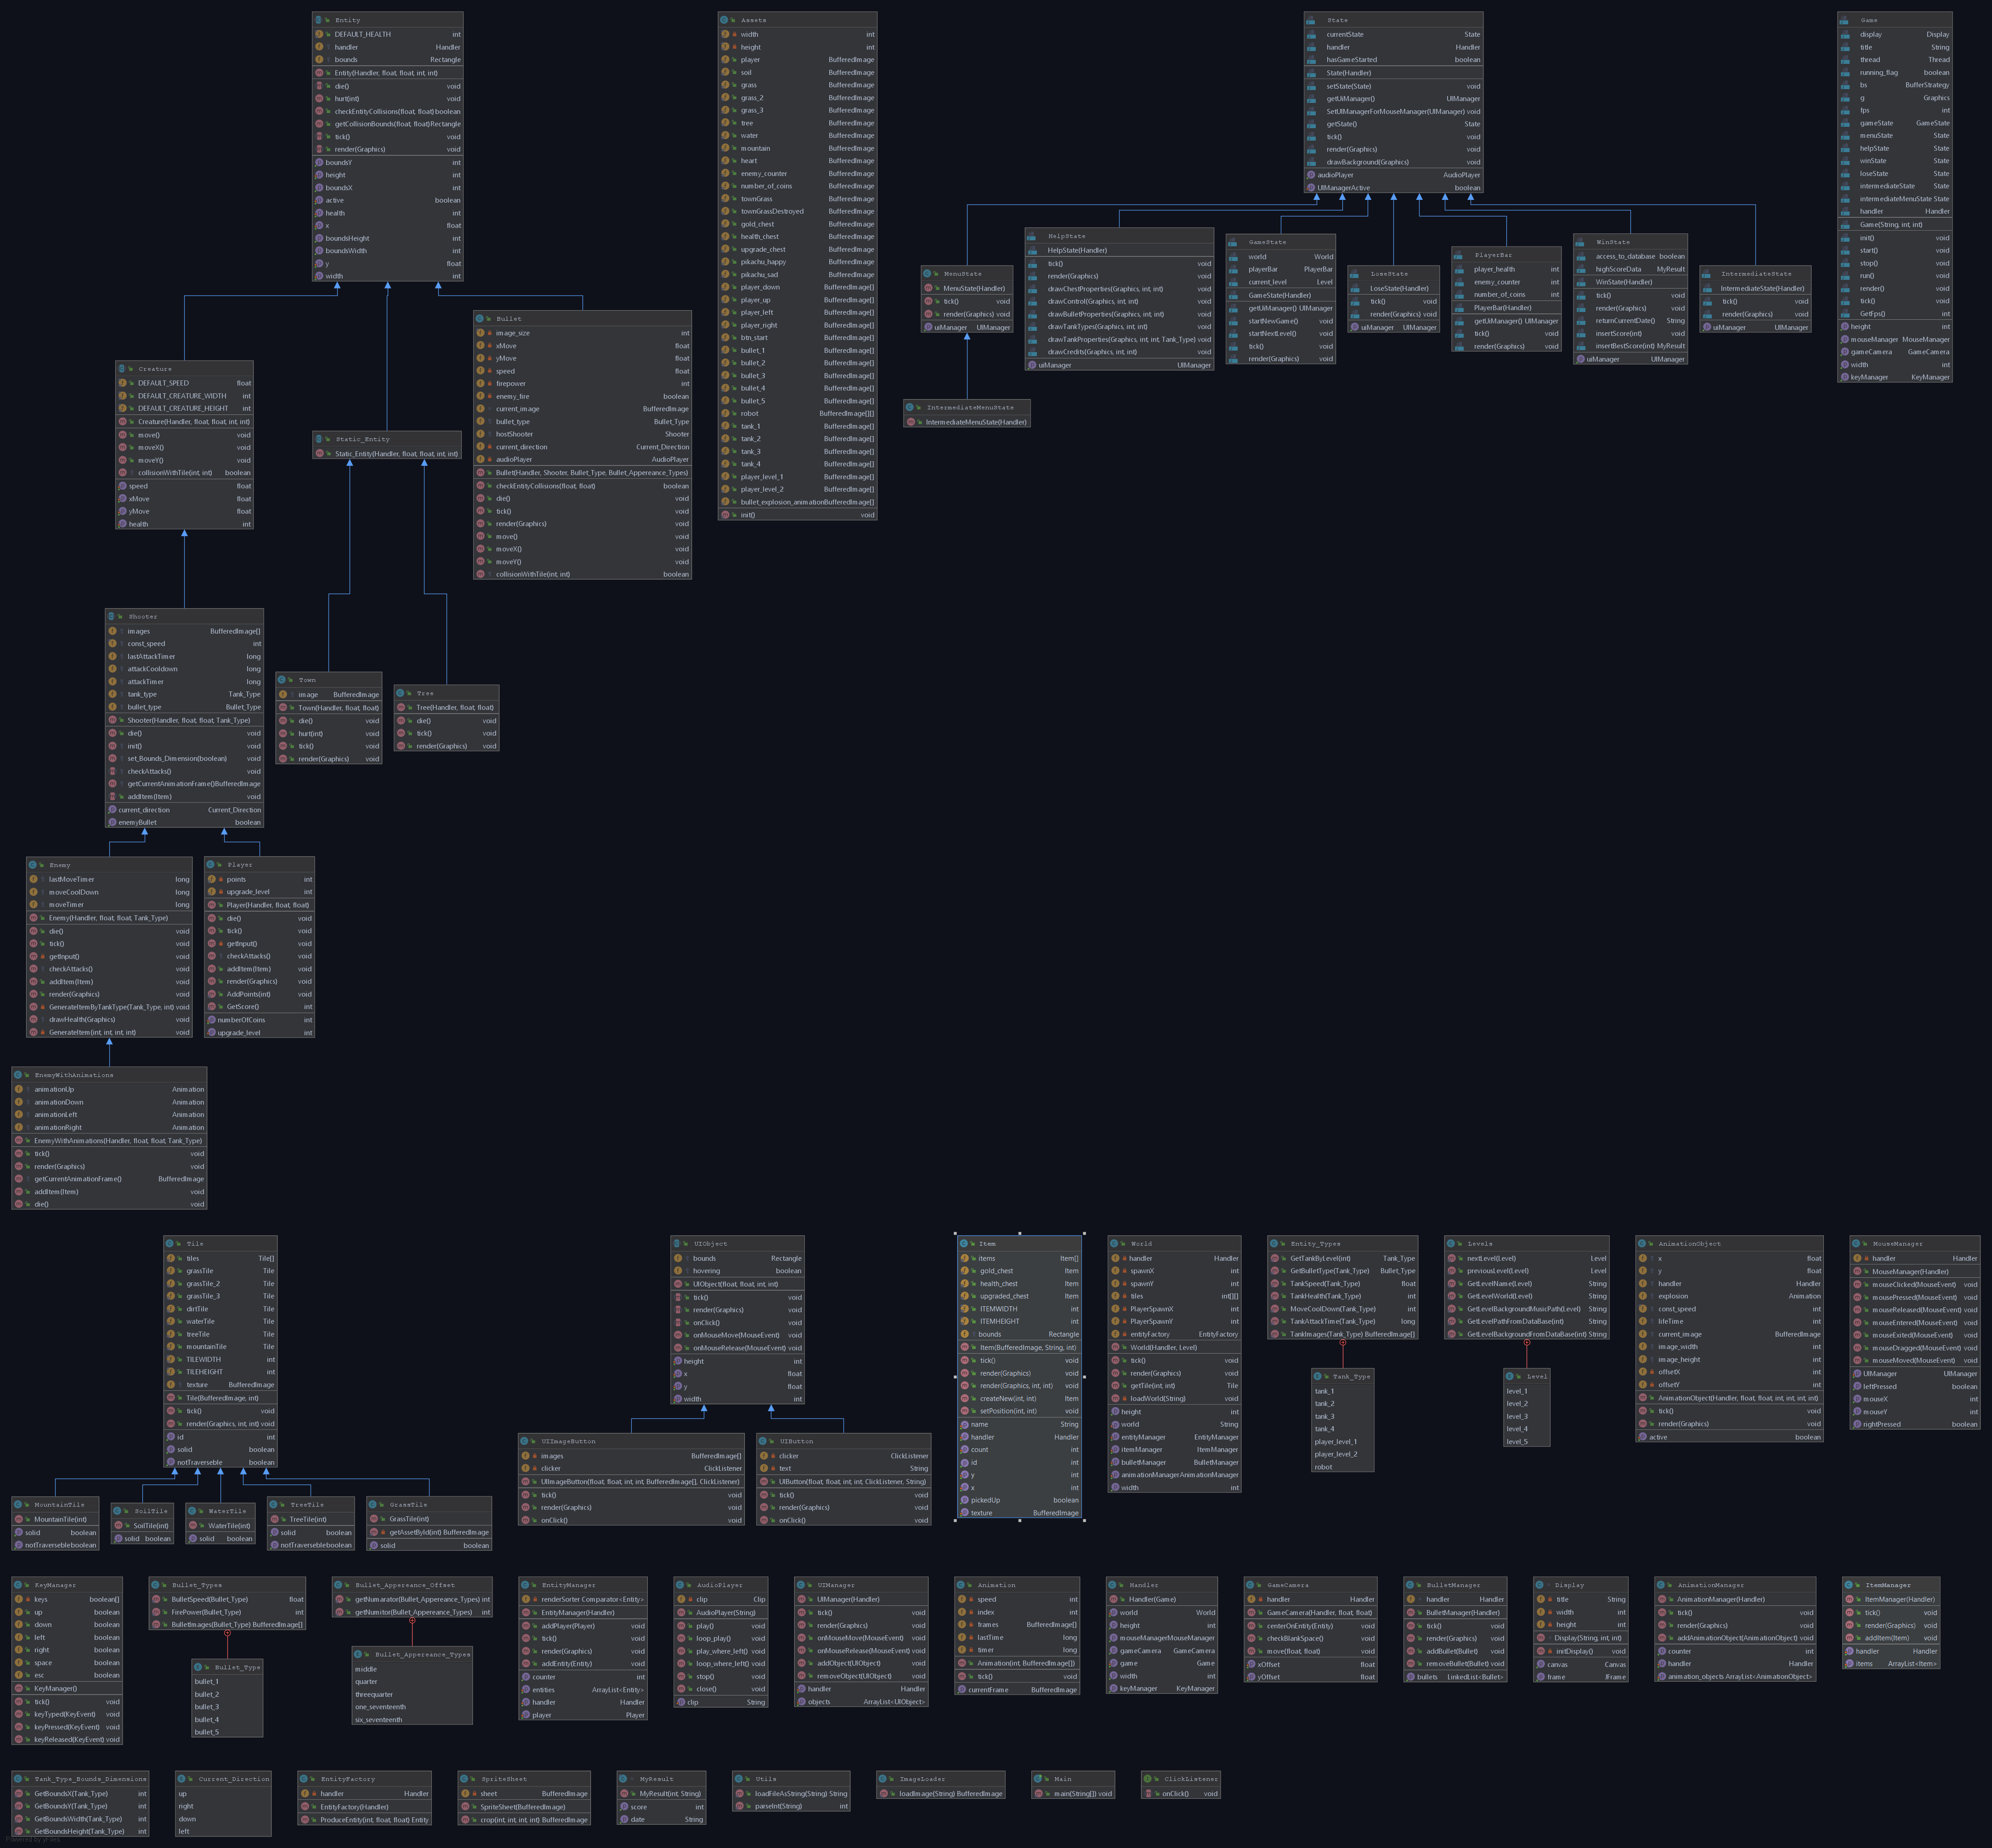 Entity
DEFAULT_HEALTH int
handler Handler
bounds Rectangle
Entity(Handler, float, float, int, int)
die() void
hurt(int) void
checkEntityCollisions(float, float) boolean
getCollisionBounds(float, float) Rectangle
tick() void
render(Graphics) void
boundsY int
height int
boundsX int
active boolean
health int
x float
boundsHeight int
boundsWidth int
y float
width int
Assets
width int
height int
player BufferedImage
soil BufferedImage
grass BufferedImage
grass_2 BufferedImage
grass_3 BufferedImage
tree BufferedImage
water BufferedImage
mountain BufferedImage
heart BufferedImage
enemy_counter BufferedImage
number_of_coins BufferedImage
townGrass BufferedImage
townGrassDestroyed BufferedImage
gold_chest BufferedImage
health_chest BufferedImage
upgrade_chest BufferedImage
pikachu_happy BufferedImage
pikachu_sad BufferedImage
player_down BufferedImage[]
player_up BufferedImage[]
player_left BufferedImage[]
player_right BufferedImage[]
btn_start BufferedImage[]
bullet_1 BufferedImage[]
bullet_2 BufferedImage[]
bullet_3 BufferedImage[]
bullet_4 BufferedImage[]
bullet_5 BufferedImage[]
robot BufferedImage[][]
tank_1 BufferedImage[]
tank_2 BufferedImage[]
tank_3 BufferedImage[]
tank_4 BufferedImage[]
player_level_1 BufferedImage[]
player_level_2 BufferedImage[]
bullet_explosion_animation BufferedImage[]
init() void
State
currentState State
handler Handler
hasGameStarted boolean
State(Handler)
setState(State) void
getUiManager() UIManager
SetUIManagerForMouseManager(UIManager) void
getState() State
tick() void
render(Graphics) void
drawBackground(Graphics) void
audioPlayer AudioPlayer
UIManagerActive boolean
Game
display Display
title String
thread Thread
running_flag boolean
bs BufferStrategy
g Graphics
fps int
gameState GameState
menuState State
helpState State
winState State
loseState State
intermediateState State
intermediateMenuState State
handler Handler
Game(String, int, int)
init() void
start() void
stop() void
run() void
render() void
tick() void
GetFps() int
height int
mouseManager MouseManager
gameCamera GameCamera
width int
keyManager KeyManager
MenuState
MenuState(Handler)
tick() void
render(Graphics) void
uiManager UIManager
HelpState
HelpState(Handler)
tick() void
render(Graphics) void
drawChestProperties(Graphics, int, int) void
drawControl(Graphics, int, int) void
drawBulletProperties(Graphics, int, int) void
drawTankTypes(Graphics, int, int) void
drawTankProperties(Graphics, int, int, Tank_Type) void
drawCredits(Graphics, int, int) void
uiManager UIManager
GameState
world World
playerBar PlayerBar
current_level Level
GameState(Handler)
getUiManager() UIManager
startNewGame() void
startNextLevel() void
tick() void
render(Graphics) void
LoseState
LoseState(Handler)
tick() void
render(Graphics) void
uiManager UIManager
PlayerBar
player_health int
enemy_counter int
number_of_coins int
PlayerBar(Handler)
getUiManager() UIManager
tick() void
render(Graphics) void
WinState
access_to_database boolean
highScoreData MyResult
WinState(Handler)
tick() void
render(Graphics) void
returnCurrentDate() String
insertScore(int) void
insertBestScore(int) MyResult
uiManager UIManager
IntermediateState
IntermediateState(Handler)
tick() void
render(Graphics) void
uiManager UIManager
IntermediateMenuState
IntermediateMenuState(Handler)
Bullet
image_size int
xMove float
yMove float
speed float
firepower int
enemy_fire boolean
current_image BufferedImage
bullet_type Bullet_Type
hostShooter Shooter
current_direction Current_Direction
audioPlayer AudioPlayer
Bullet(Handler, Shooter, Bullet_Type, Bullet_Appereance_Types)
checkEntityCollisions(float, float) boolean
die() void
tick() void
render(Graphics) void
move() void
moveX() void
moveY() void
collisionWithTile(int, int) boolean
Creature
DEFAULT_SPEED float
DEFAULT_CREATURE_WIDTH int
DEFAULT_CREATURE_HEIGHT int
Creature(Handler, float, float, int, int)
move() void
moveX() void
moveY() void
collisionWithTile(int, int) boolean
speed float
xMove float
yMove float
health int
Static_Entity
Static_Entity(Handler, float, float, int, int)
Shooter
images BufferedImage[]
const_speed int
lastAttackTimer long
attackCooldown long
attackTimer long
tank_type Tank_Type
bullet_type Bullet_Type
Shooter(Handler, float, float, Tank_Type)
die() void
init() void
set_Bounds_Dimension(boolean) void
checkAttacks() void
getCurrentAnimationFrame() BufferedImage
addItem(Item) void
current_direction Current_Direction
enemyBullet boolean
Town
image BufferedImage
Town(Handler, float, float)
die() void
hurt(int) void
tick() void
render(Graphics) void
Tree
Tree(Handler, float, float)
die() void
tick() void
render(Graphics) void
Enemy
lastMoveTimer long
moveCoolDown long
moveTimer long
Enemy(Handler, float, float, Tank_Type)
die() void
tick() void
getInput() void
checkAttacks() void
addItem(Item) void
render(Graphics) void
GenerateItemByTankType(Tank_Type, int) void
drawHealth(Graphics) void
GenerateItem(int, int, int, int) void
Player
points int
upgrade_level int
Player(Handler, float, float)
die() void
tick() void
getInput() void
checkAttacks() void
addItem(Item) void
render(Graphics) void
AddPoints(int) void
GetScore() int
numberOfCoins int
upgrade_level int
EnemyWithAnimations
animationUp Animation
animationDown Animation
animationLeft Animation
animationRight Animation
EnemyWithAnimations(Handler, float, float, Tank_Type)
tick() void
render(Graphics) void
getCurrentAnimationFrame() BufferedImage
addItem(Item) void
die() void
Tile
tiles Tile[]
grassTile Tile
grassTile_2 Tile
grassTile_3 Tile
dirtTile Tile
waterTile Tile
treeTile Tile
mountainTile Tile
TILEWIDTH int
TILEHEIGHT int
texture BufferedImage
Tile(BufferedImage, int)
tick() void
render(Graphics, int, int) void
id int
solid boolean
notTraverseble boolean
UIObject
bounds Rectangle
hovering boolean
UIObject(float, float, int, int)
tick() void
render(Graphics) void
onClick() void
onMouseMove(MouseEvent) void
onMouseRelease(MouseEvent) void
height int
x float
y float
width int
Item
items Item[]
gold_chest Item
health_chest Item
upgraded_chest Item
ITEMWIDTH int
ITEMHEIGHT int
bounds Rectangle
Item(BufferedImage, String, int)
tick() void
render(Graphics) void
render(Graphics, int, int) void
createNew(int, int) Item
setPosition(int, int) void
name String
handler Handler
count int
id int
y int
x int
pickedUp boolean
texture BufferedImage
World
handler Handler
spawnX int
spawnY int
tiles int[][]
PlayerSpawnX int
PlayerSpawnY int
entityFactory EntityFactory
World(Handler, Level)
tick() void
render(Graphics) void
getTile(int, int) Tile
loadWorld(String) void
height int
world String
entityManager EntityManager
itemManager ItemManager
bulletManager BulletManager
animationManager AnimationManager
width int
Entity_Types
GetTankByLevel(int) Tank_Type
GetBulletType(Tank_Type) Bullet_Type
TankSpeed(Tank_Type) float
TankHealth(Tank_Type) int
MoveCoolDown(Tank_Type) int
TankAttackTime(Tank_Type) long
TankImages(Tank_Type) BufferedImage[]
Tank_Type
tank_1
tank_2
tank_3
tank_4
player_level_1
player_level_2
robot
Levels
nextLevel(Level) Level
previousLevel(Level) Level
GetLevelName(Level) String
GetLevelWorld(Level) String
GetLevelBackgroundMusicPath(Level) String
GetLevelPathFromDataBase(int) String
GetLevelBackgroundFromDataBase(int) String
Level
level_1
level_2
level_3
level_4
level_5
AnimationObject
x float
y float
handler Handler
explosion Animation
const_speed int
lifeTime int
current_image BufferedImage
image_width int
image_height int
offsetX int
offsetY int
AnimationObject(Handler, float, float, int, int, int, int)
tick() void
render(Graphics) void
active boolean
MouseManager
handler Handler
MouseManager(Handler)
mouseClicked(MouseEvent) void
mousePressed(MouseEvent) void
mouseReleased(MouseEvent) void
mouseEntered(MouseEvent) void
mouseExited(MouseEvent) void
mouseDragged(MouseEvent) void
mouseMoved(MouseEvent) void
UIManager UIManager
leftPressed boolean
mouseX int
mouseY int
rightPressed boolean
UIImageButton
images BufferedImage[]
clicker ClickListener
UIImageButton(float, float, int, int, BufferedImage[], ClickListener)
tick() void
render(Graphics) void
onClick() void
UIButton
clicker ClickListener
text String
UIButton(float, float, int, int, ClickListener, String)
tick() void
render(Graphics) void
onClick() void
MountainTile
MountainTile(int)
solid boolean
notTraverseble boolean
SoilTile
SoilTile(int)
solid boolean
WaterTile
WaterTile(int)
solid boolean
TreeTile
TreeTile(int)
solid boolean
notTraverseble boolean
GrassTile
GrassTile(int)
getAssetById(int) BufferedImage
solid boolean
KeyManager
keys boolean[]
up boolean
down boolean
left boolean
right boolean
space boolean
esc boolean
KeyManager()
tick() void
keyTyped(KeyEvent) void
keyPressed(KeyEvent) void
keyReleased(KeyEvent) void
Bullet_Types
BulletSpeed(Bullet_Type) float
FirePower(Bullet_Type) int
BulletImages(Bullet_Type) BufferedImage[]
Bullet_Type
bullet_1
bullet_2
bullet_3
bullet_4
bullet_5
Bullet_Appereance_Offset
getNumarator(Bullet_Appereance_Types) int
getNumitor(Bullet_Appereance_Types) int
Bullet_Appereance_Types
middle
quarter
threequarter
one_seventeenth
six_seventeenth
EntityManager
renderSorter Comparator<Entity>
EntityManager(Handler)
addPlayer(Player) void
tick() void
render(Graphics) void
addEntity(Entity) void
counter int
entities ArrayList<Entity>
handler Handler
player Player
AudioPlayer
clip Clip
AudioPlayer(String)
play() void
loop_play() void
play_where_left() void
loop_where_left() void
stop() void
close() void
clip String
UIManager
UIManager(Handler)
tick() void
render(Graphics) void
onMouseMove(MouseEvent) void
onMouseRelease(MouseEvent) void
addObject(UIObject) void
removeObject(UIObject) void
handler Handler
objects ArrayList<UIObject>
Animation
speed int
index int
frames BufferedImage[]
lastTime long
timer long
Animation(int, BufferedImage[])
tick() void
currentFrame BufferedImage
Handler
Handler(Game)
world World
height int
mouseManager MouseManager
gameCamera GameCamera
game Game
width int
keyManager KeyManager
GameCamera
handler Handler
GameCamera(Handler, float, float)
centerOnEntity(Entity) void
checkBlankSpace() void
move(float, float) void
xOffset float
yOffset float
BulletManager
handler Handler
BulletManager(Handler)
tick() void
render(Graphics) void
addBullet(Bullet) void
removeBullet(Bullet) void
bullets LinkedList<Bullet>
Display
title String
width int
height int
Display(String, int, int)
initDisplay() void
canvas Canvas
frame JFrame
AnimationManager
AnimationManager(Handler)
tick() void
render(Graphics) void
addAnimationObject(AnimationObject) void
counter int
handler Handler
animation_objects ArrayList<AnimationObject>
ItemManager
ItemManager(Handler)
tick() void
render(Graphics) void
addItem(Item) void
handler Handler
items ArrayList<Item>
Tank_Type_Bounds_Dimensions
GetBoundsX(Tank_Type) int
GetBoundsY(Tank_Type) int
GetBoundsWidth(Tank_Type) int
GetBoundsHeight(Tank_Type) int
Current_Direction
up
right
down
left
EntityFactory
handler Handler
EntityFactory(Handler)
ProduceEntity(int, float, float) Entity
SpriteSheet
sheet BufferedImage
SpriteSheet(BufferedImage)
crop(int, int, int, int) BufferedImage
MyResult
MyResult(int, String)
score int
date String
Utils
loadFileAsString(String) String
parseInt(String) int
ImageLoader
loadImage(String) BufferedImage
Main
main(String[]) void
ClickListener
onClick() void
Powered by yFiles